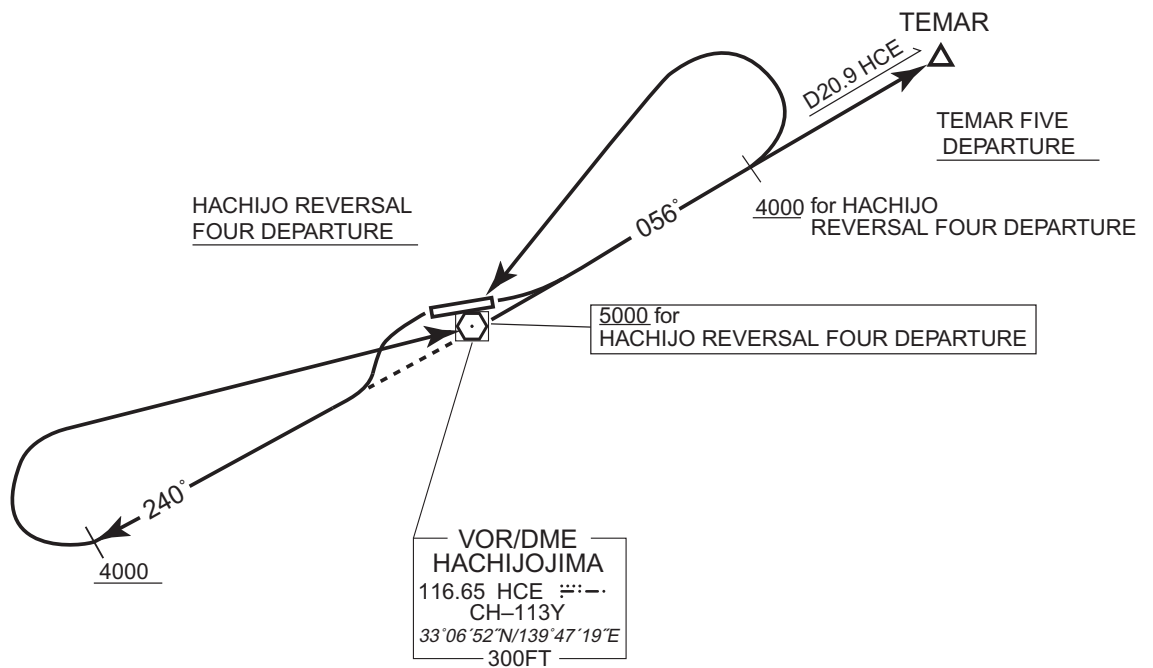 TEMAR
D20.9 HCE
TEMAR FIVE
DEPARTURE
HACHIJO REVERSAL
FOUR DEPARTURE
056°
4000 for HACHIJO
REVERSAL FOUR DEPARTURE
5000 for
HACHIJO REVERSAL FOUR DEPARTURE
240°
4000
VOR/DME
HACHIJOJIMA
116.65 HCE
CH–113Y
33°06´52˝N/139°47´19˝E
300FT